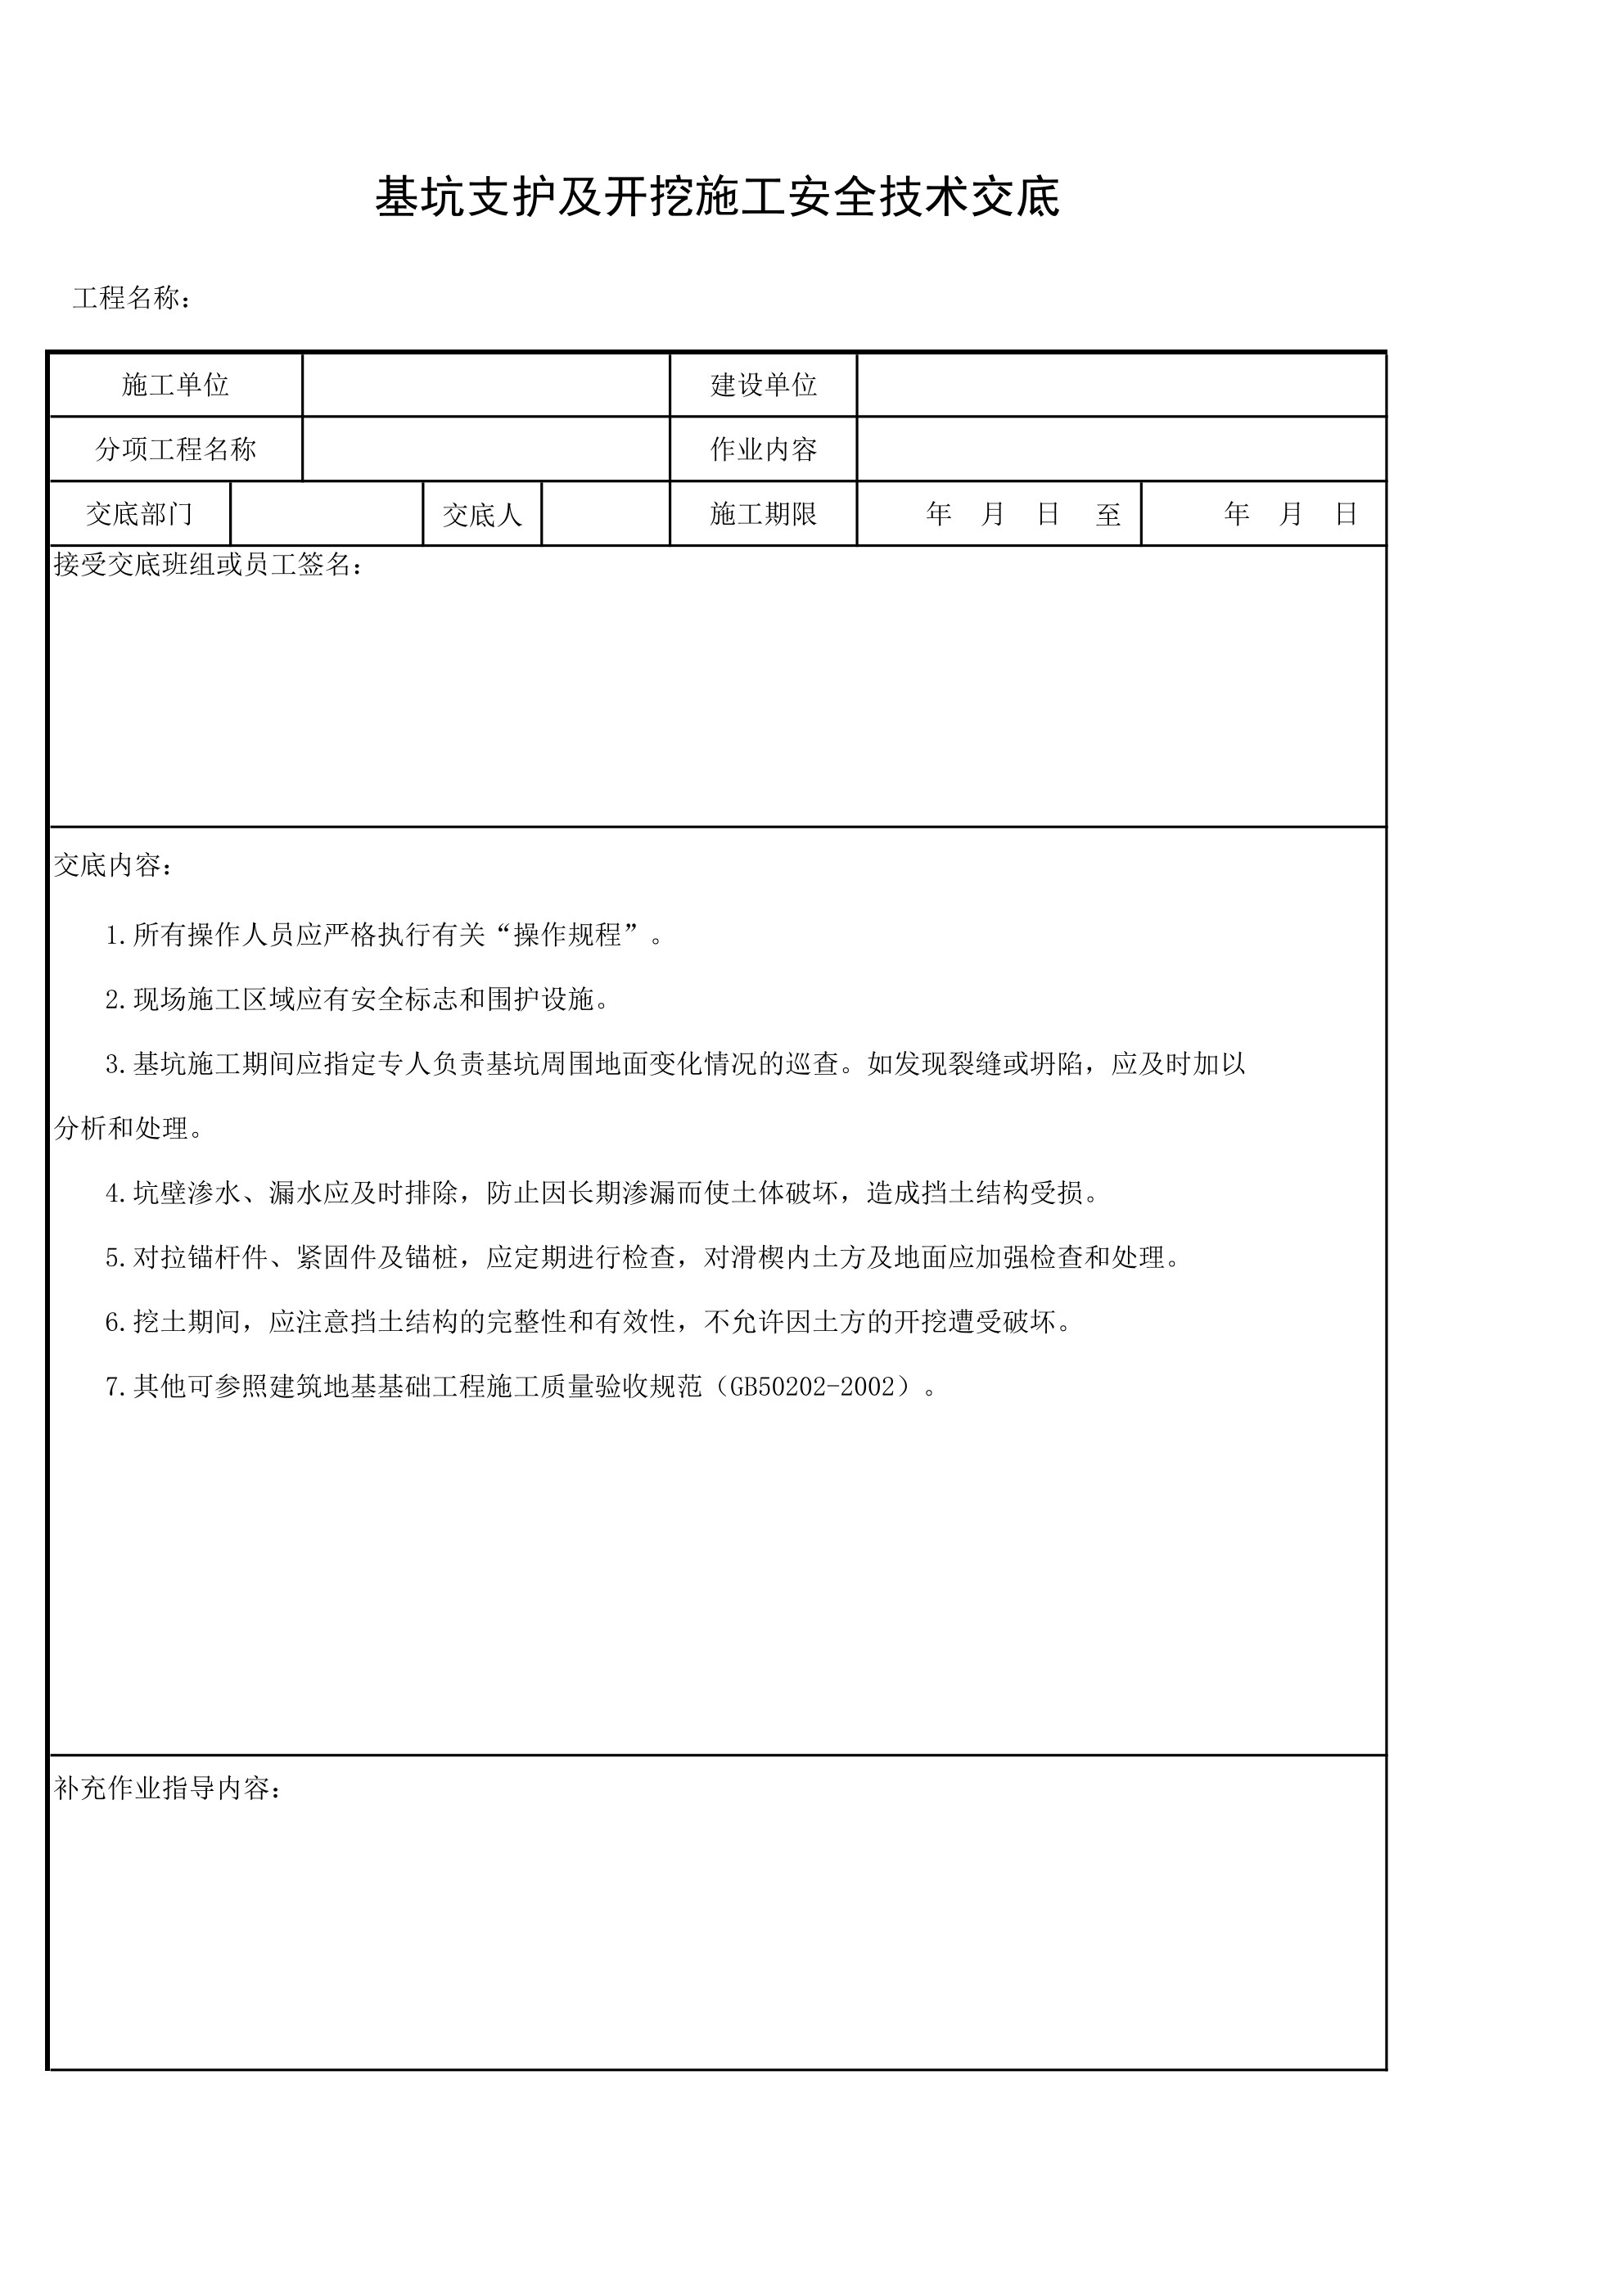 基坑支护及开挖施工安全技术交底
工程名称：
施工单位 建设单位
分项工程名称 作业内容
交底部门 交底人 施工期限 年 月 日 至 年 月 日
接受交底班组或员工签名：
交底内容：
1.所有操作人员应严格执行有关“操作规程”。
2.现场施工区域应有安全标志和围护设施。
3.基坑施工期间应指定专人负责基坑周围地面变化情况的巡查。如发现裂缝或坍陷，应及时加以
分析和处理。
4.坑壁渗水、漏水应及时排除，防止因长期渗漏而使土体破坏，造成挡土结构受损。
5.对拉锚杆件、紧固件及锚桩，应定期进行检查，对滑楔内土方及地面应加强检查和处理。
6.挖土期间，应注意挡土结构的完整性和有效性，不允许因土方的开挖遭受破坏。
7.其他可参照建筑地基基础工程施工质量验收规范（GB50202-2002）。
补充作业指导内容：